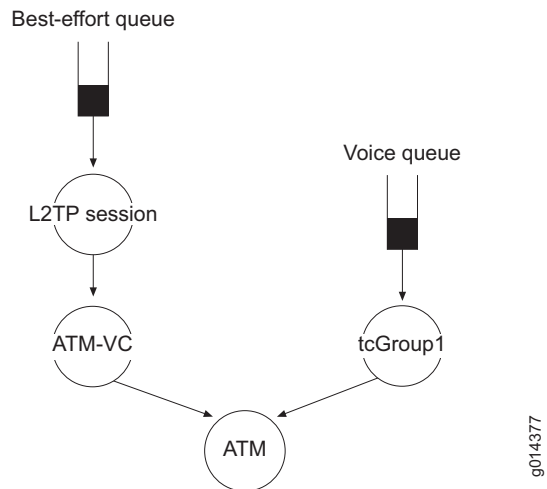 Best-effort queue
Voice queue
L2TP session
ATM-VC
tcGroup1
ATM
g014377